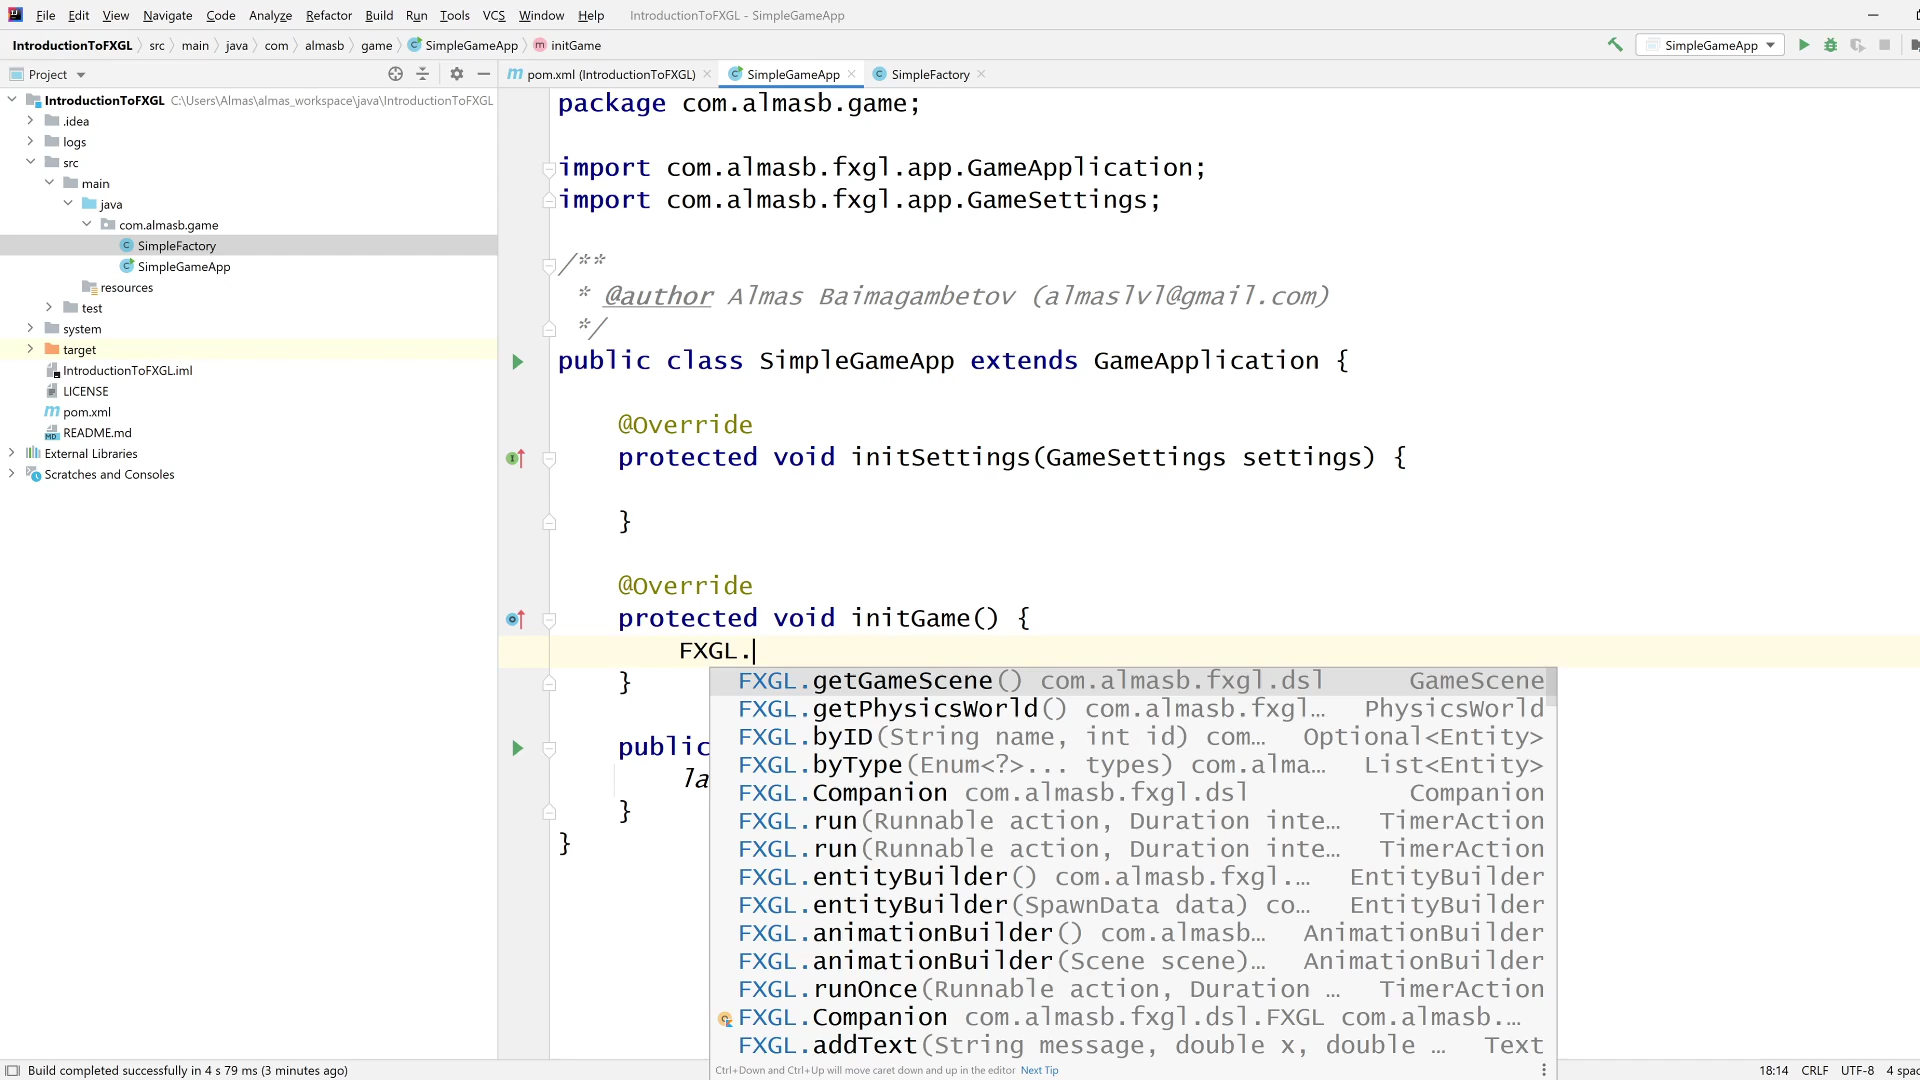 File Edit View Navigate Code Analyze Refactor Build Run Tools VCS Window Help IntroductionToFXGL - SimpleGameApp
IntroductionToFXGL src main java com almasb game SimpleGameApp m initGame SimpleGameApp
Project
pom.xml (IntroductionToFXGL) SimpleGameApp SimpleFactory
IntroductionToFXGL C:\Users\Almas\almas_workspace\java\IntroductionToFXGL
.idea
logs
src
main
java
com.almasb.game
SimpleFactory
SimpleGameApp
resources
test
system
target
IntroductionToFXGL.iml
LICENSE
pom.xml
README.md
External Libraries
Scratches and Consoles
package com.almasb.game;
import com.almasb.fxgl.app.GameApplication;
import com.almasb.fxgl.app.GameSettings;
/**
* @author Almas Baimagambetov (almaslvl@gmail.com)
*/
public class SimpleGameApp extends GameApplication {
@Override
protected void initSettings(GameSettings settings) {
}
@Override
protected void initGame() {
FXGL.
}
public
la
}
}
FXGL.getGameScene() com.almasb.fxgl.dsl GameScene
FXGL.getPhysicsWorld() com.almasb.fxgl… PhysicsWorld
FXGL.byID(String name, int id) com… Optional<Entity>
FXGL.byType(Enum<?>... types) com.alma… List<Entity>
FXGL.Companion com.almasb.fxgl.dsl Companion
FXGL.run(Runnable action, Duration inte… TimerAction
FXGL.run(Runnable action, Duration inte… TimerAction
FXGL.entityBuilder() com.almasb.fxgl.… EntityBuilder
FXGL.entityBuilder(SpawnData data) co… EntityBuilder
FXGL.animationBuilder() com.almasb… AnimationBuilder
FXGL.animationBuilder(Scene scene)… AnimationBuilder
FXGL.runOnce(Runnable action, Duration … TimerAction
FXGL.Companion com.almasb.fxgl.dsl.FXGL com.almasb.…
FXGL.addText(String message, double x, double … Text
Ctrl+Down and Ctrl+Up will move caret down and up in the editor Next Tip
Build completed successfully in 4 s 79 ms (3 minutes ago) 18:14 CRLF UTF-8 4 spac